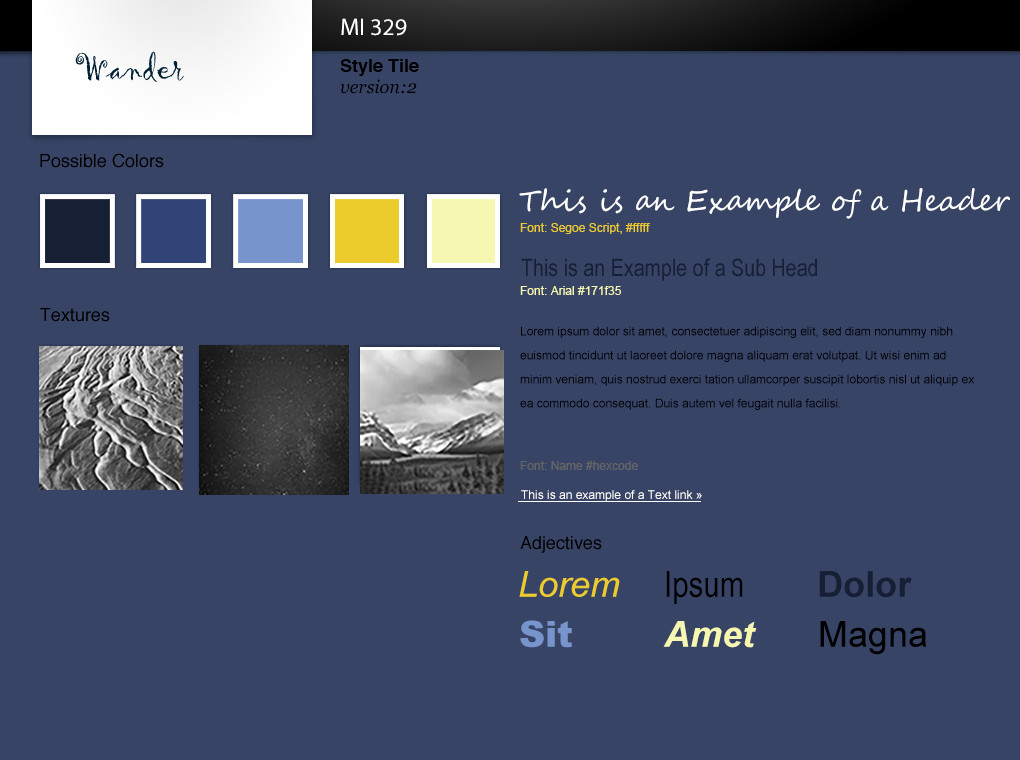 MI 329
Wander
Style Tile
version:2
Possible Colors
This is an Example of a Header
Font: Segoe Script, #fffff
This is an Example of a Sub Head
Font: Arial #171f35
Textures
Lorem ipsum dolor sit amet, consectetuer adipiscing elit, sed diam nonummy nibh
euismod tincidunt ut laoreet dolore magna aliquam erat volutpat. Ut wisi enim ad
minim veniam, quis nostrud exerci tation ullamcorper suscipit lobortis nisl ut aliquip ex
ea commodo consequat. Duis autem vel feugait nulla facilisi.
Font: Name #hexcode
This is an example of a Text link »
Adjectives
Lorem Ipsum Dolor
Sit Amet Magna